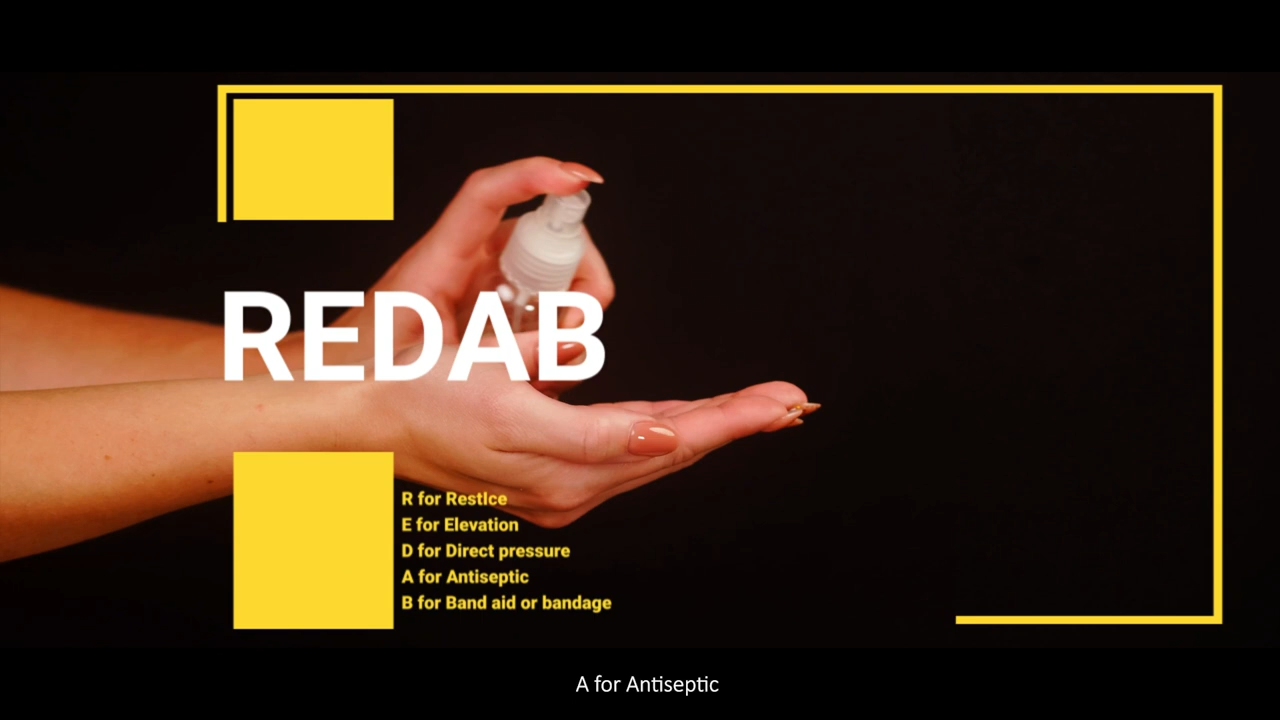 REDAB
R for RestIce
E for Elevation
D for Direct pressure
A for Antiseptic
B for Band aid or bandage
A for Antiseptic